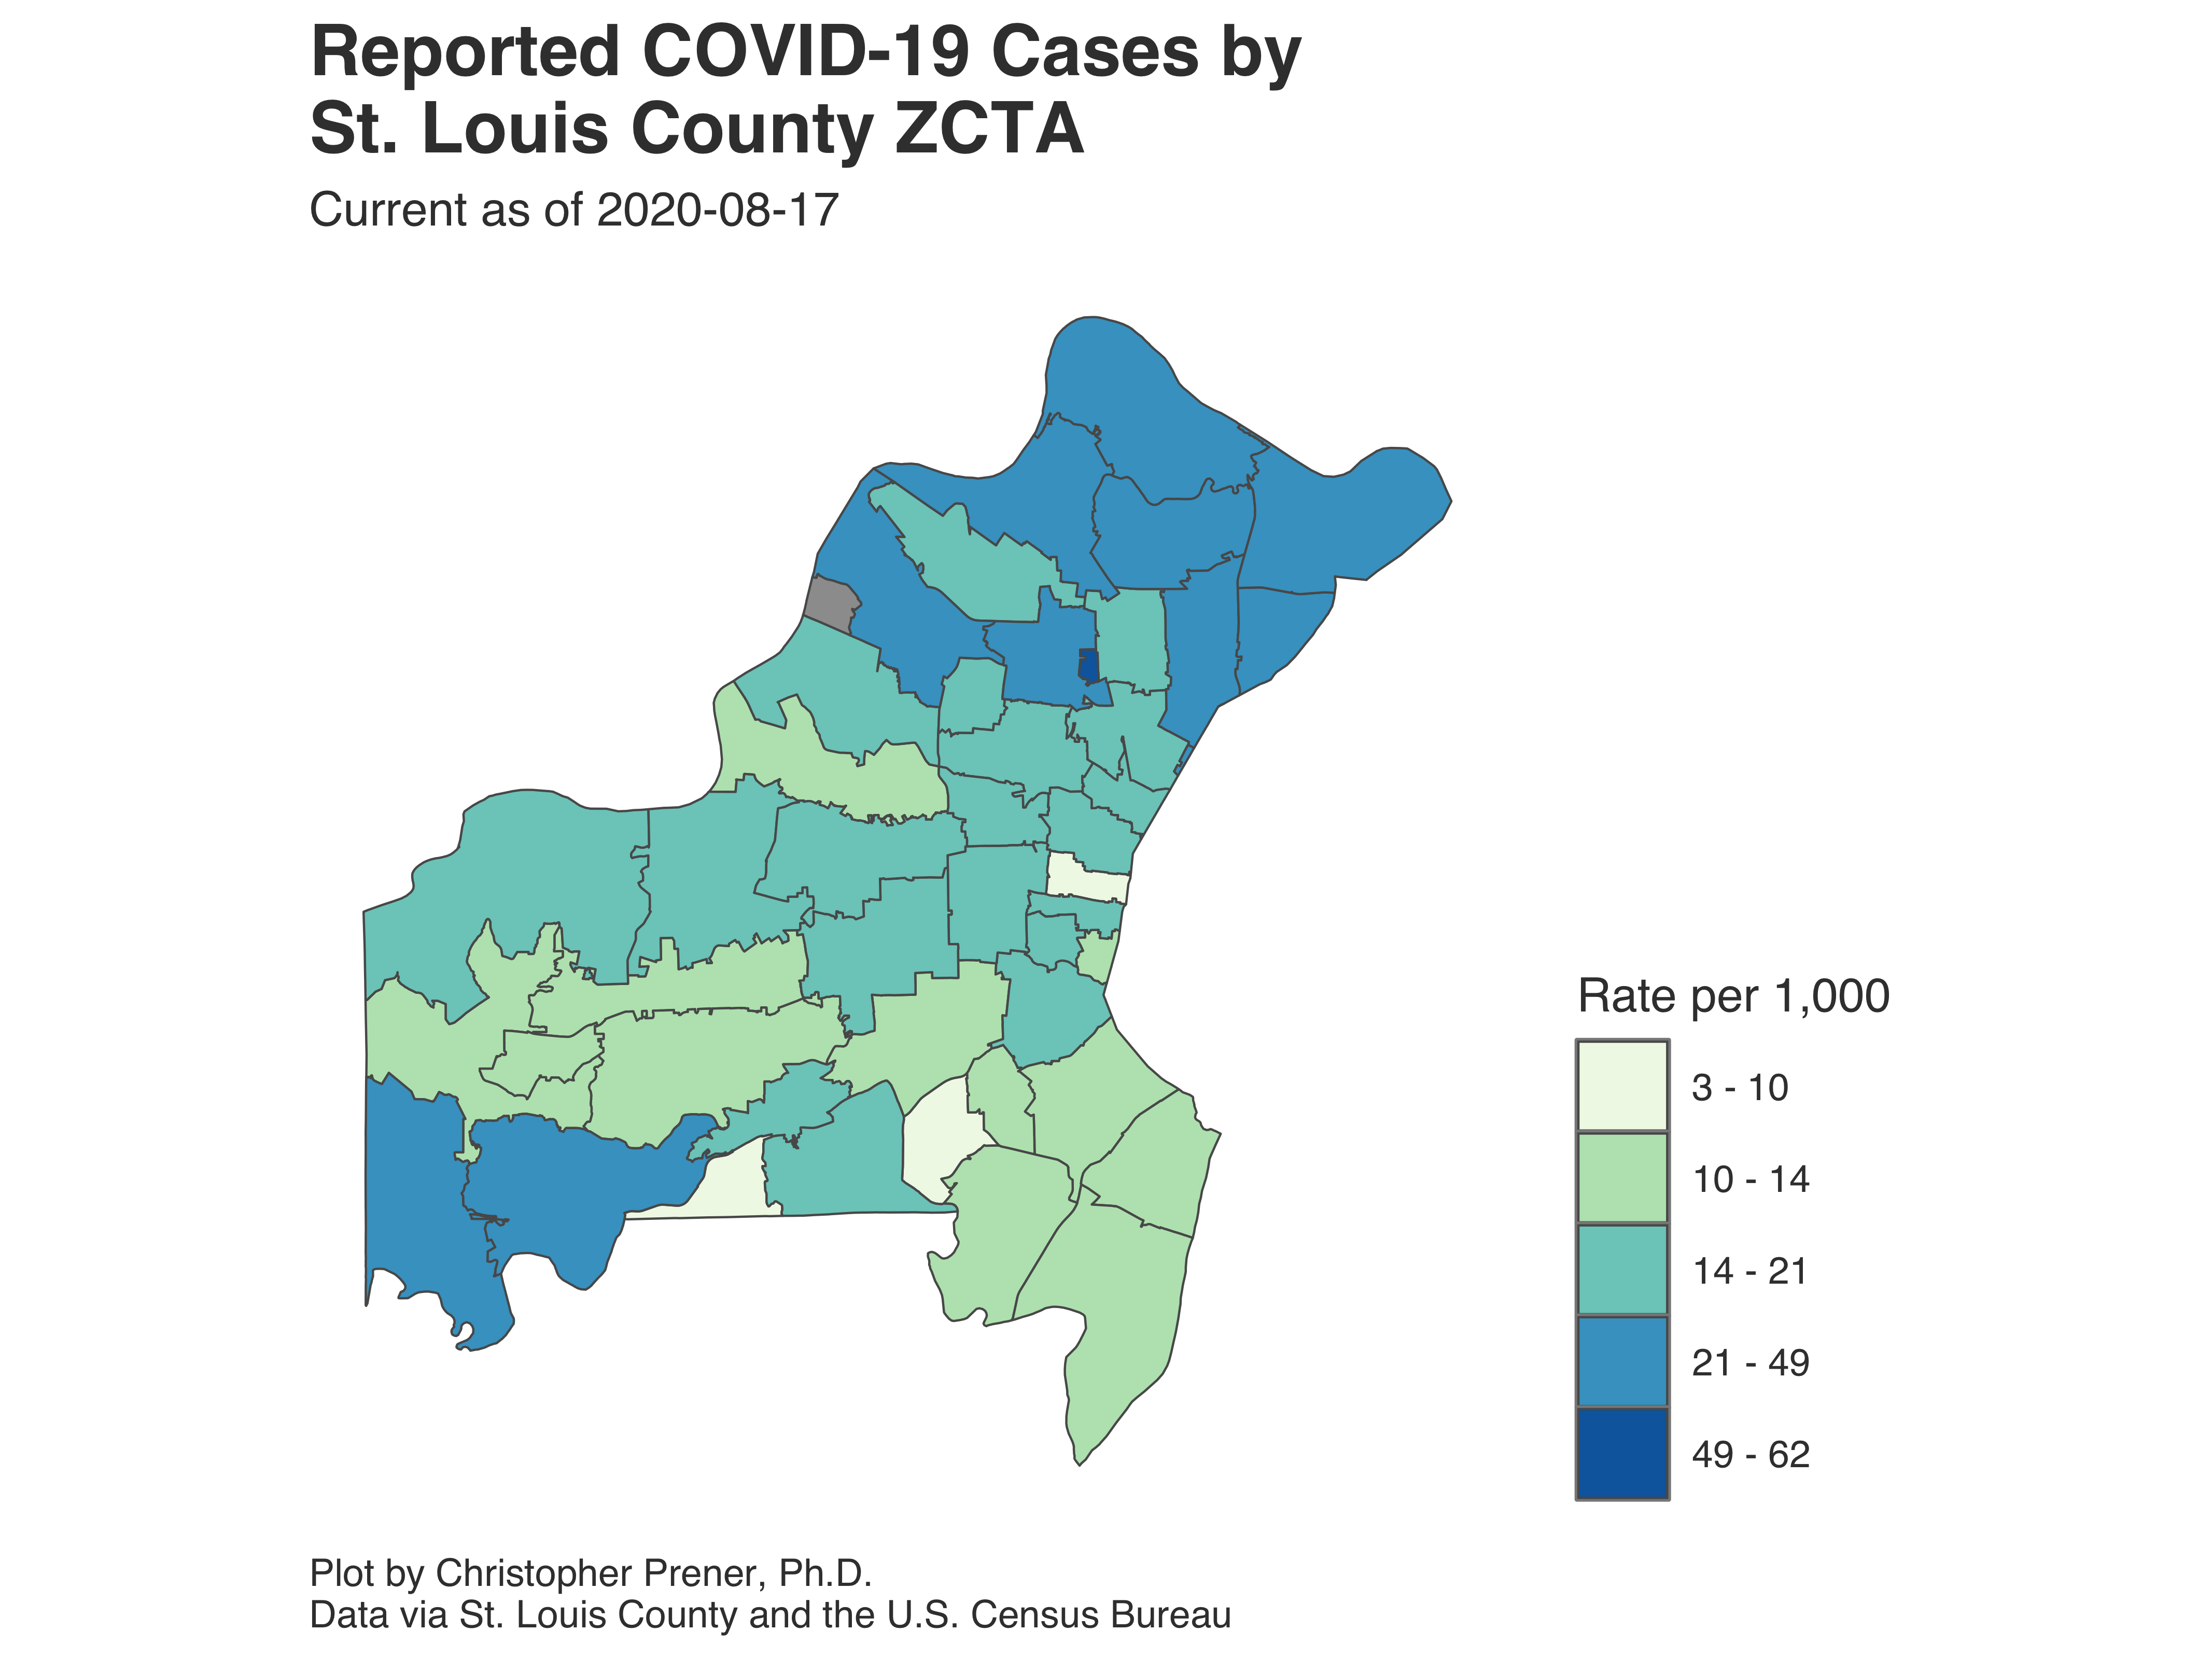 Reported COVID-19 Cases by
St. Louis County ZCTA
Current as of 2020-08-17
Rate per 1,000
3 - 10
10 - 14
14 - 21
21 - 49
49 - 62
Plot by Christopher Prener, Ph.D.
Data via St. Louis County and the U.S. Census Bureau